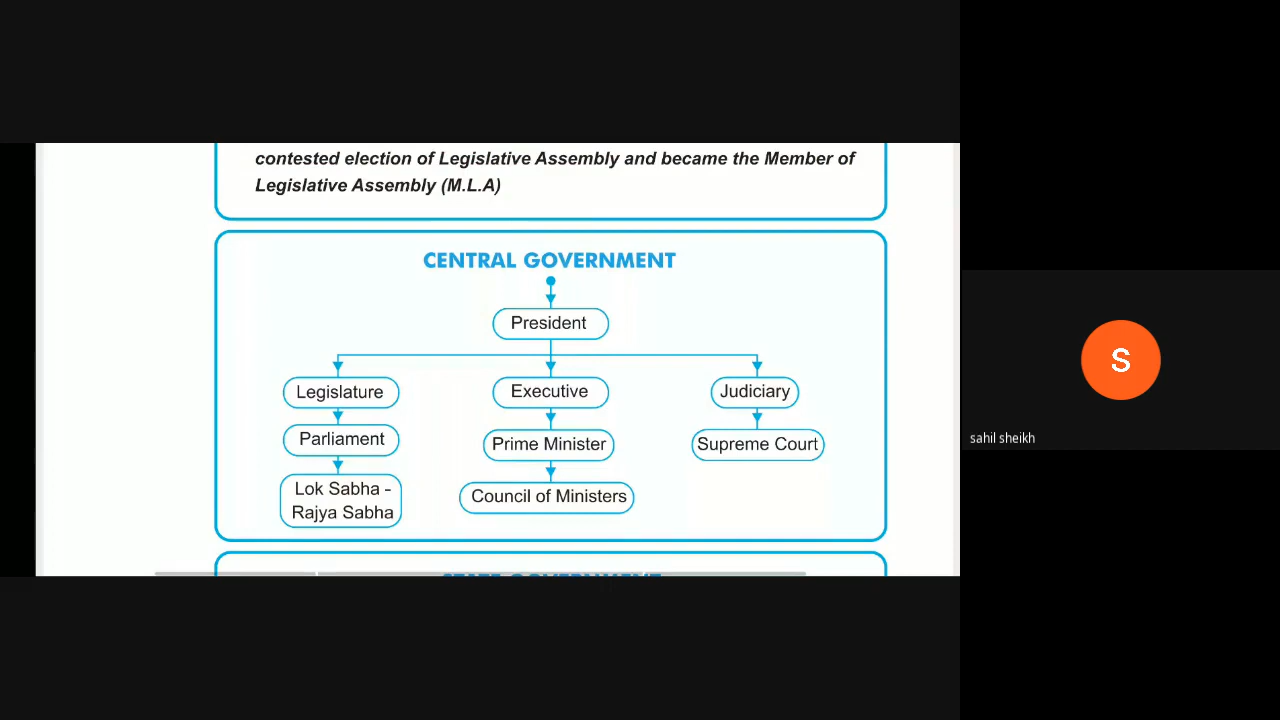 contested election of Legislative Assembly and became the Member of
Legislative Assembly (M.L.A)
CENTRAL GOVERNMENT
President
Legislature
Executive
Judiciary
Parliament
Prime Minister
Supreme Court
Lok Sabha -
Rajya Sabha
Council of Ministers
S
sahil sheikh